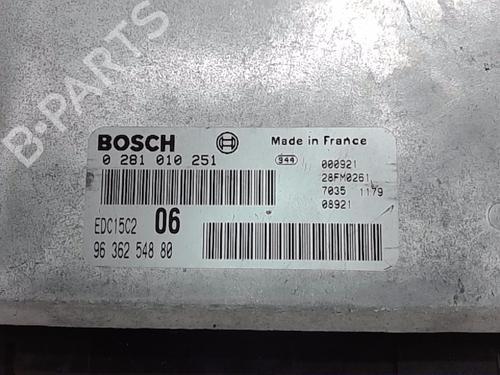 B-PARTS
BOSCH Made in France
0 281 010 251 S44 000921
28FM0261
7035 1179
08921
EDC15C2 06
96 362 548 80